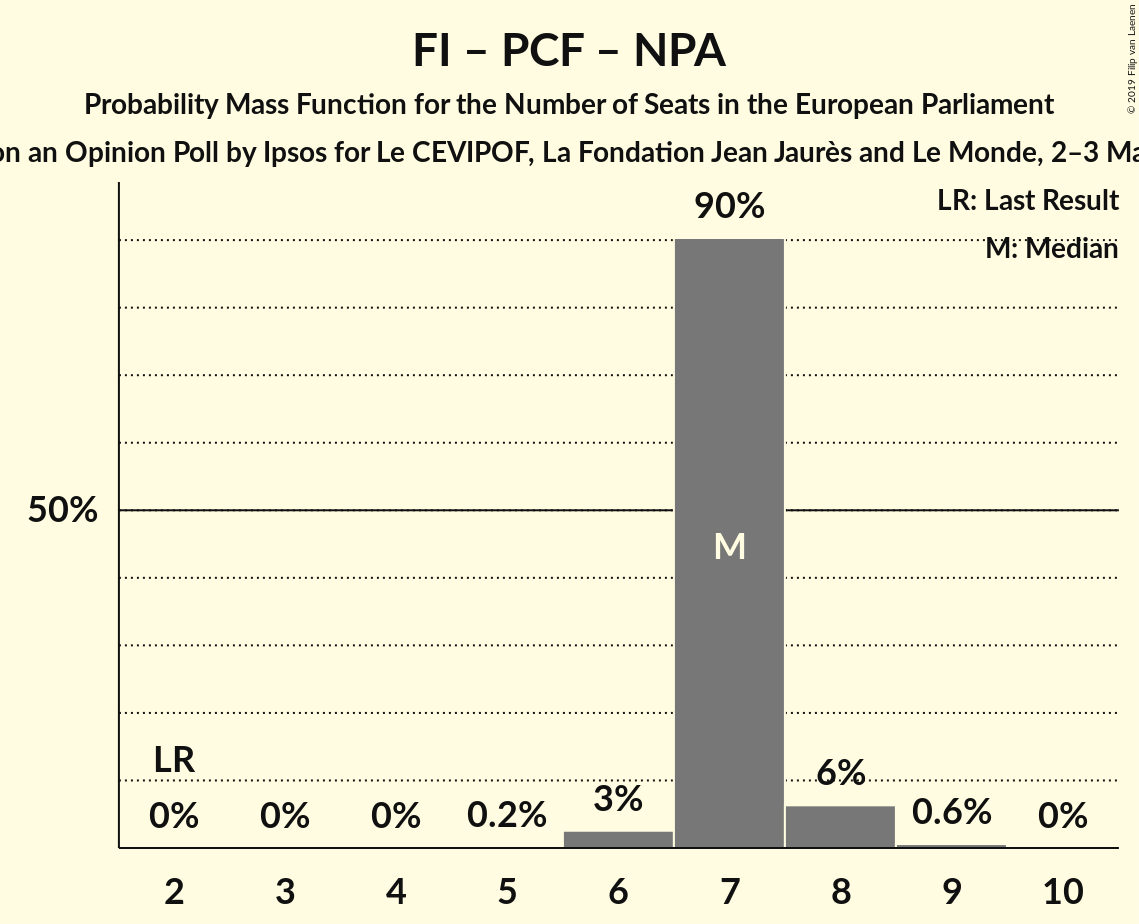 FI – PCF – NPA
Probability Mass Function for the Number of Seats in the European Parliament
on an Opinion Poll by Ipsos for Le CEVIPOF, La Fondation Jean Jaurès and Le Monde, 2–3 Ma
© 2019 Filip van Laenen
LR: Last Result
M: Median
90%
50%
M
LR
0%
0%
0%
0.2%
3%
6%
0.6%
0%
2
3
4
5
6
7
8
9
10